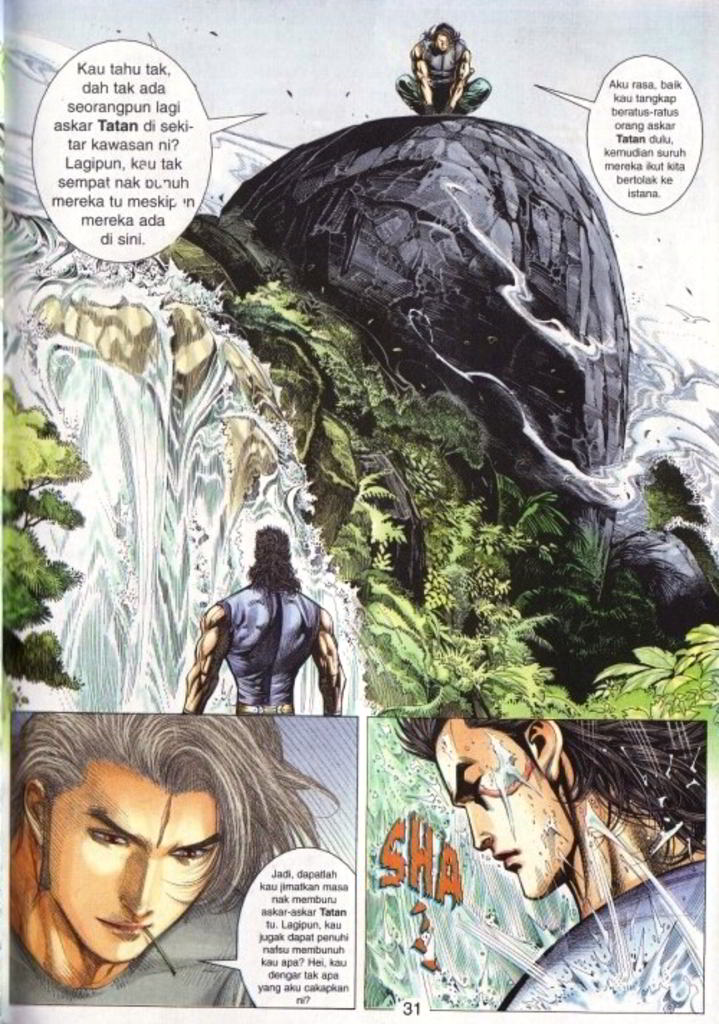 Kau tahu tak,
dah tak ada
seorangpun lagi
askar Tatan di seki-
tar kawasan ni?
Lagipun, kau tak
sempat nak bunuh
mereka tu meskipun
mereka ada
di sini.
Aku rasa, baik
kau tangkap
beratus-ratus
orang askar
Tatan dulu,
kemudian suruh
mereka ikut kita
bertolak ke
istana.
Jadi, dapatlah
kau jimatkan masa
nak memburu
askar-askar Tatan
tu. Lagipun, kau
jugak dapat penuhi
nafsu membunuh
kau apa? Hei, kau
dengar tak apa
yang aku cakapkan
ni?
SHA
31